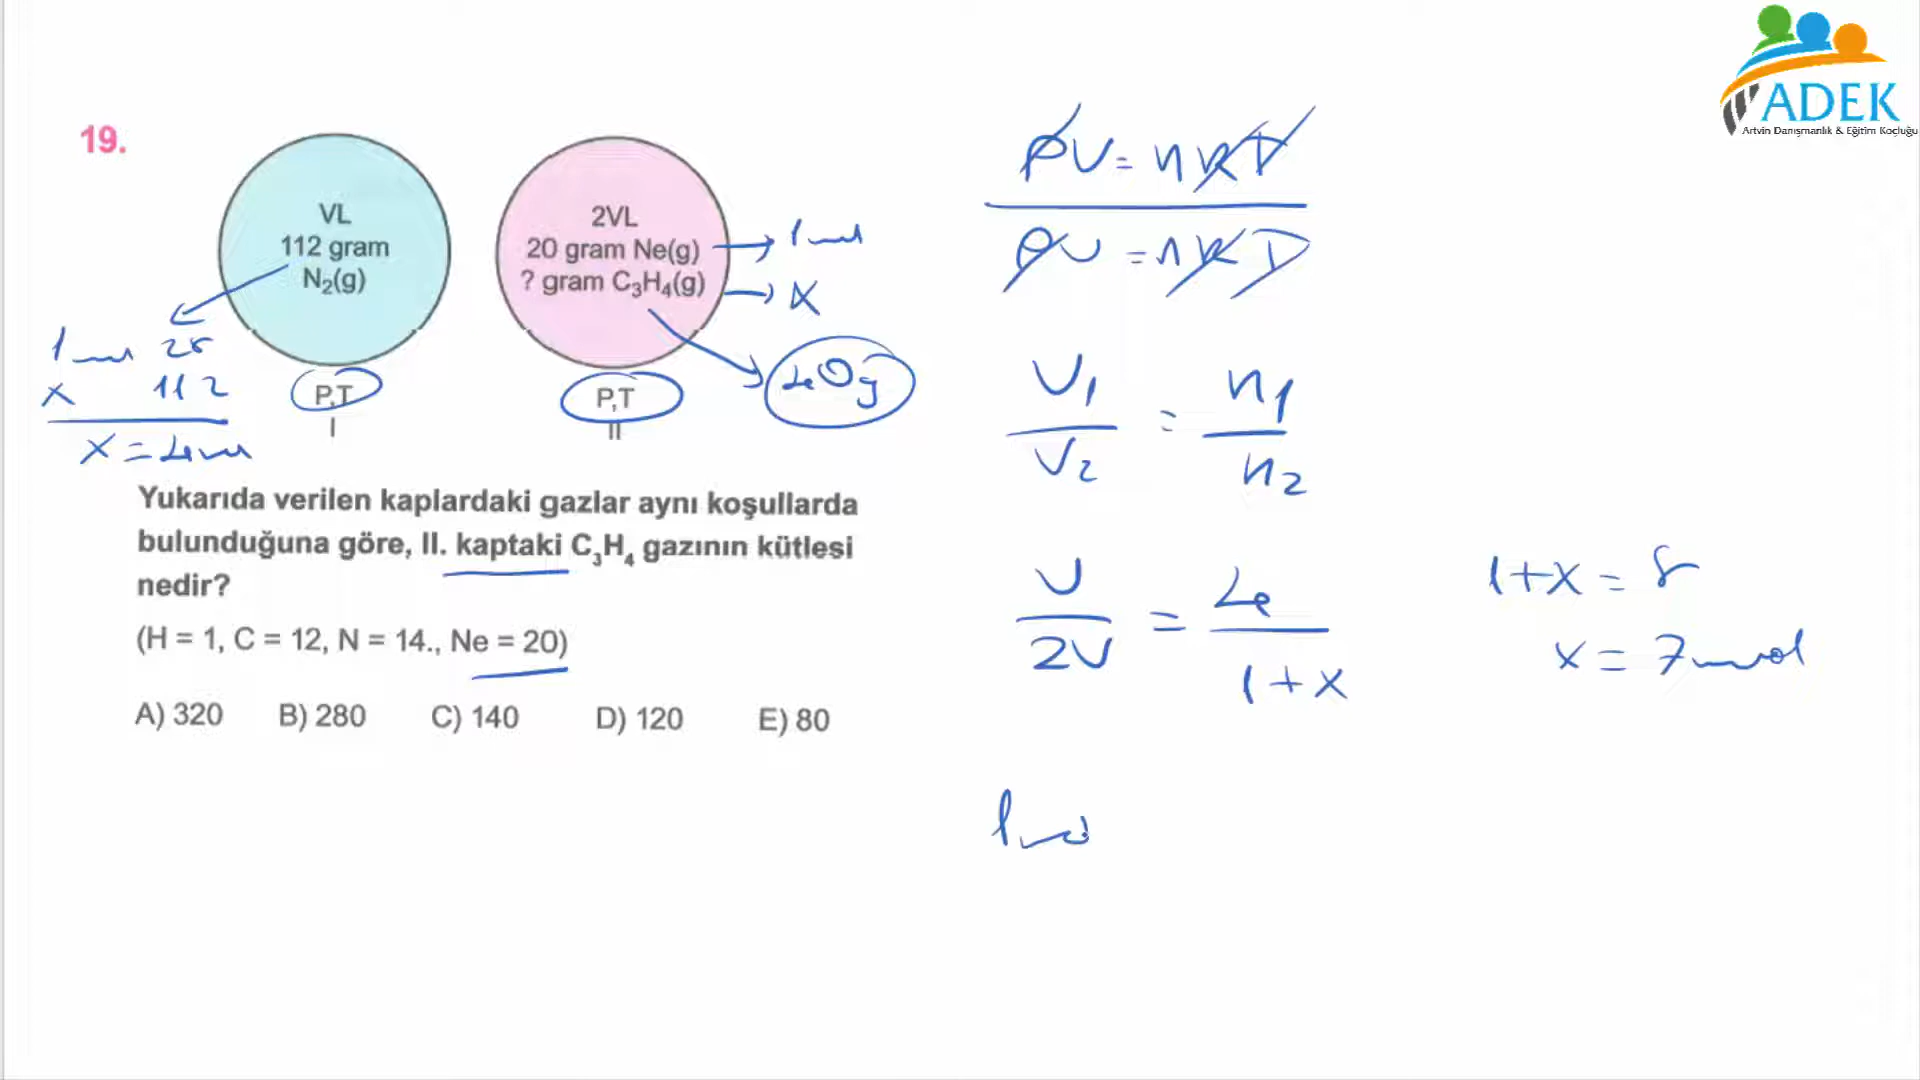 ADEK
Artvin Danışmanlık & Eğitim Koçluğu
19.
VL
112 gram
N₂(g)
P,T
I
2VL
20 gram Ne(g)
? gram C₃H₄(g)
P,T
II
1 mol
X
40g
1 mol 28
X 112
X = 4 mol
Yukarıda verilen kaplardaki gazlar aynı koşullarda
bulunduğuna göre, II. kaptaki C₃H₄ gazının kütlesi
nedir?
(H = 1, C = 12, N = 14., Ne = 20)
A) 320 B) 280 C) 140 D) 120 E) 80
PV = nRT
PV = nRT
V₁ = n₁
V₂ n₂
V = 4
2V 1+x
1+x = 8
x = 7 mol
1 mo